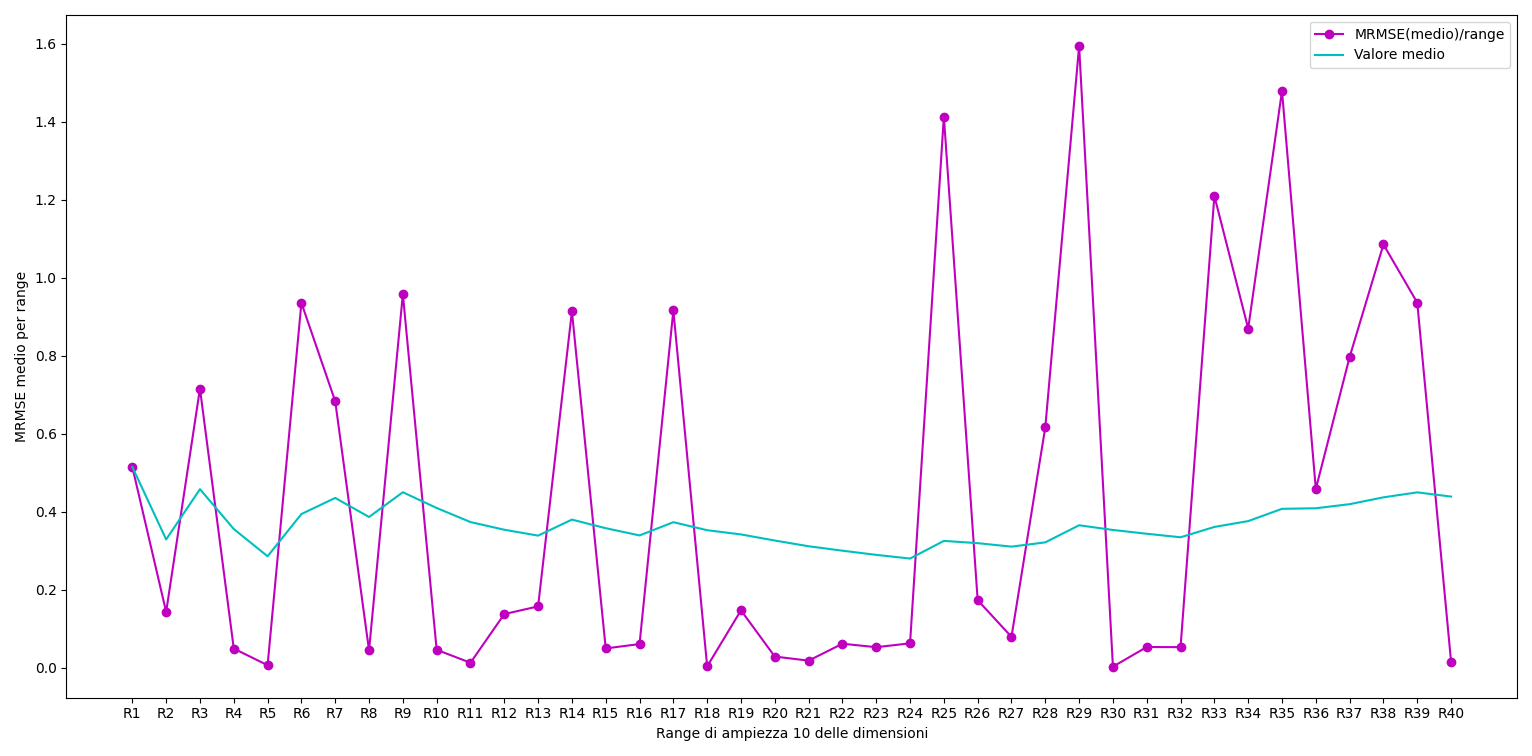 MRMSE(medio)/range
Valore medio
MRMSE medio per range
1.6
1.4
1.2
1.0
0.8
0.6
0.4
0.2
0.0
R1 R2 R3 R4 R5 R6 R7 R8 R9 R10 R11 R12 R13 R14 R15 R16 R17 R18 R19 R20 R21 R22 R23 R24 R25 R26 R27 R28 R29 R30 R31 R32 R33 R34 R35 R36 R37 R38 R39 R40
Range di ampiezza 10 delle dimensioni